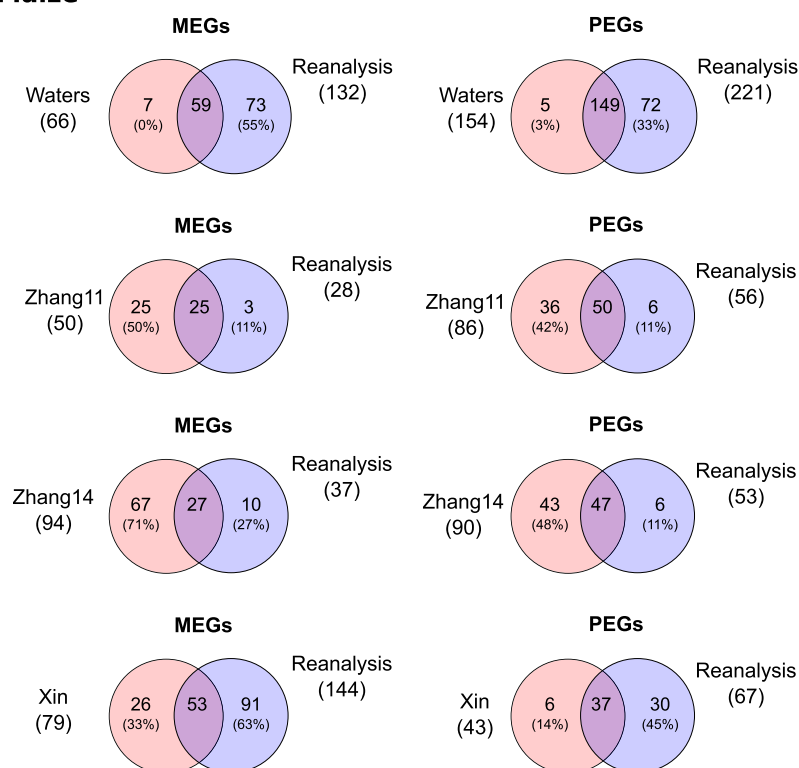 MEGs
PEGs
Waters
(66)
7
(0%)
59
73
(55%)
Reanalysis
(132)
Waters
(154)
5
(3%)
149
72
(33%)
Reanalysis
(221)
MEGs
PEGs
Zhang11
(50)
25
(50%)
25
3
(11%)
Reanalysis
(28)
Zhang11
(86)
36
(42%)
50
6
(11%)
Reanalysis
(56)
MEGs
PEGs
Zhang14
(94)
67
(71%)
27
10
(27%)
Reanalysis
(37)
Zhang14
(90)
43
(48%)
47
6
(11%)
Reanalysis
(53)
MEGs
PEGs
Xin
(79)
26
(33%)
53
91
(63%)
Reanalysis
(144)
Xin
(43)
6
(14%)
37
30
(45%)
Reanalysis
(67)